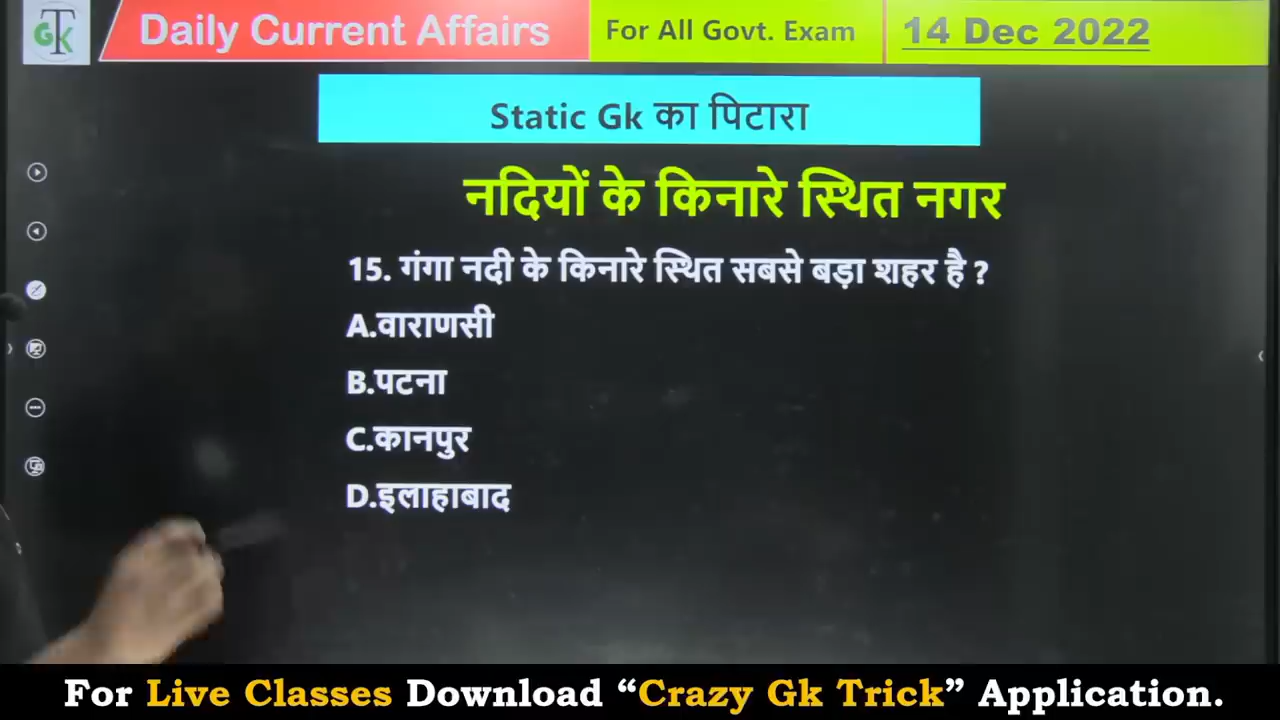 TGK
Daily Current Affairs
For All Govt. Exam
14 Dec 2022
Static Gk का पिटारा
नदियों के किनारे स्थित नगर
15. गंगा नदी के किनारे स्थित सबसे बड़ा शहर है ?
A.वाराणसी
B.पटना
C.कानपुर
D.इलाहाबाद
For Live Classes Download “Crazy Gk Trick” Application.